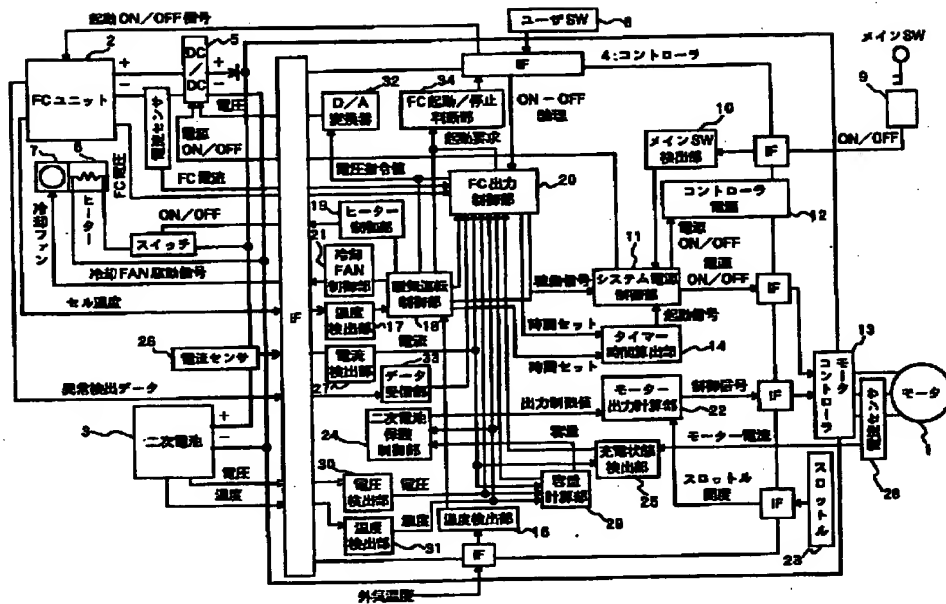 起動ON/OFF信号
ユーザSW
8
4:コントローラ
メインSW
9
2
FCユニット
+
−
DC
/
DC
5
+
−
電圧
IF
32
D/A
変換器
34
FC起動/停止
判断部
起動要求
ON−OFF
10
メインSW
検出部
IF
ON/OFF
電流センサ
電源
ON/OFF
FC電流
FC電圧
電圧指令値
FC出力
制御部
20
コントローラ
電源
12
7
6
冷却ファン
ヒーター
ON/OFF
スイッチ
19
ヒーター
制御部
21
冷却
FAN
制御部
冷却FAN駆動信号
暖気運転
制御部
18
11
システム電源
制御部
電源
ON/OFF
電源
ON/OFF
IF
セル温度
IF
温度
検出部
17
時間セット
起動信号
タイマー
時間算出部
14
時間セット
26
電流センサ
電流
検出部
27
電流
33
データ
受信部
異常検出データ
出力制限値
モーター
出力計算部
22
制御信号
IF
13
モータ
コントローラ
モータ
1
電流センサ
28
3
二次電池
+
−
24
二次電池
保護
制御部
容量
充電状態
検出部
25
モーター電流
スロットル
開度
電圧
温度
30
電圧
検出部
電圧
容量
計算部
29
IF
スロットル
23
温度
検出部
31
温度
温度検出部
16
IF
外気温度